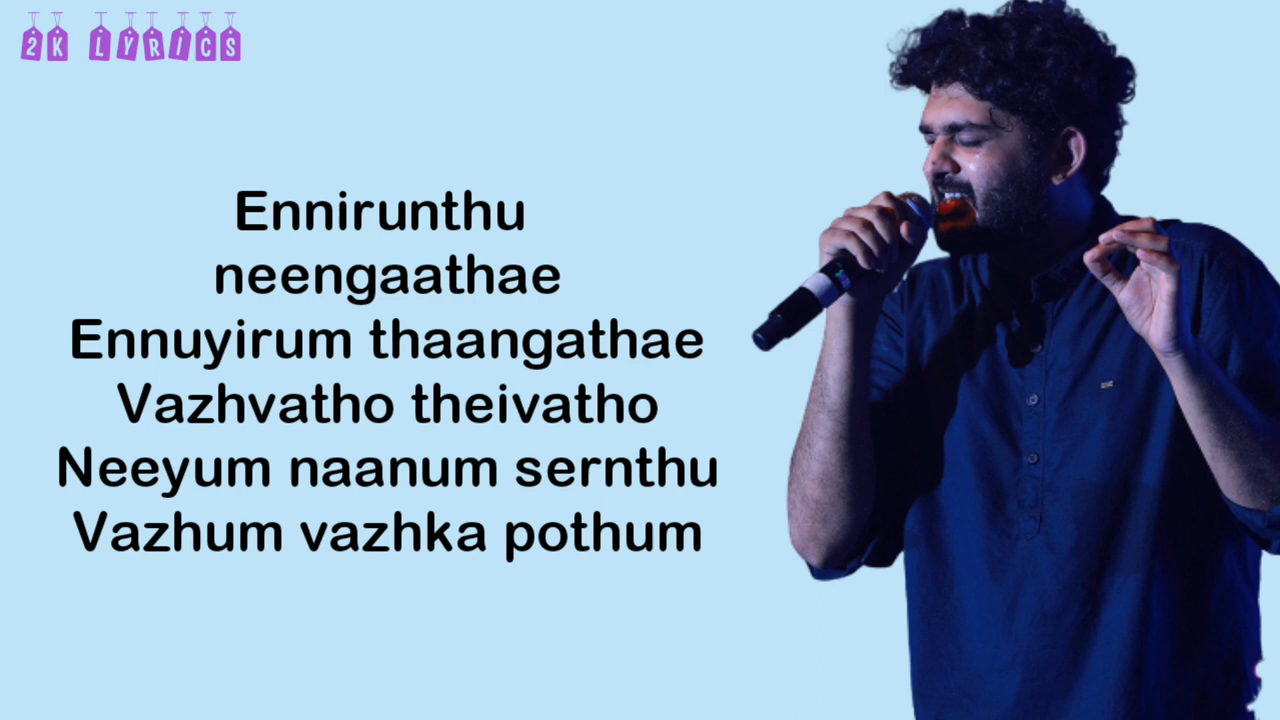 2K LYRICS
Ennirunthu
neengaathae
Ennuyirum thaangathae
Vazhvatho theivatho
Neeyum naanum sernthu
Vazhum vazhka pothum